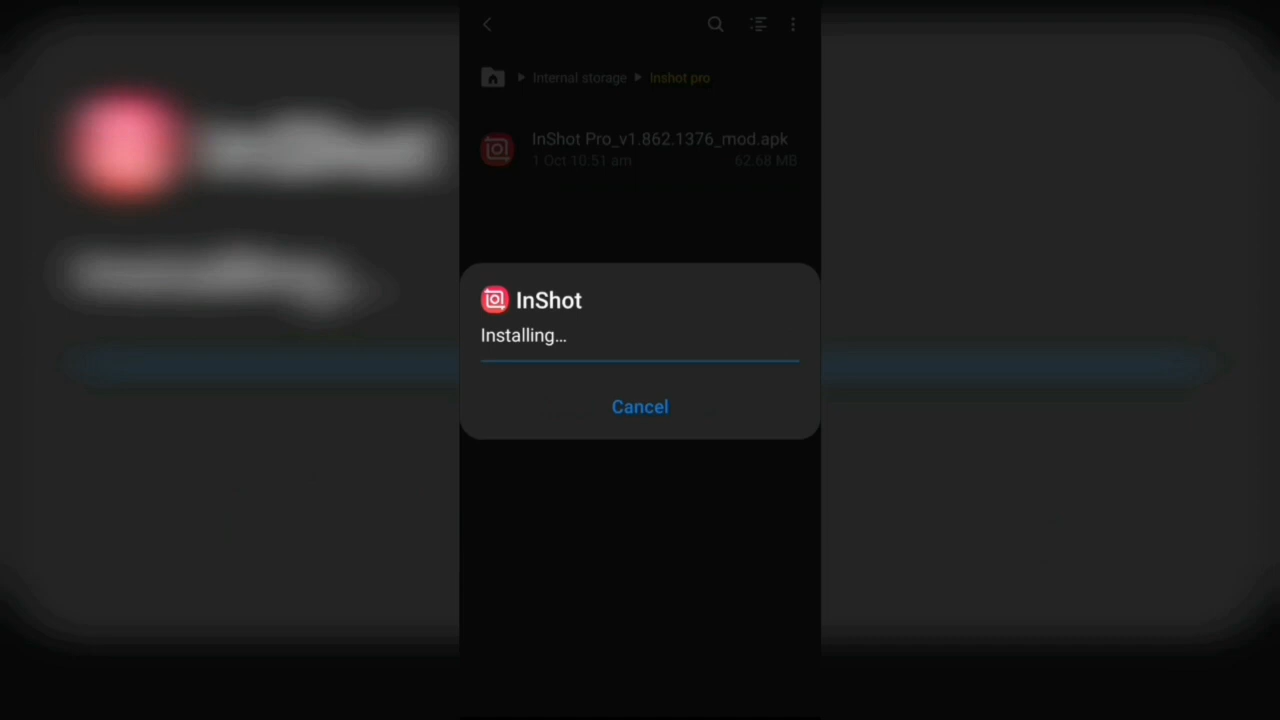 Internal storage ▶ Inshot pro
InShot Pro_v1.862.1376_mod.apk
1 Oct 10:51 am 62.68 MB
InShot
Installing...
Cancel